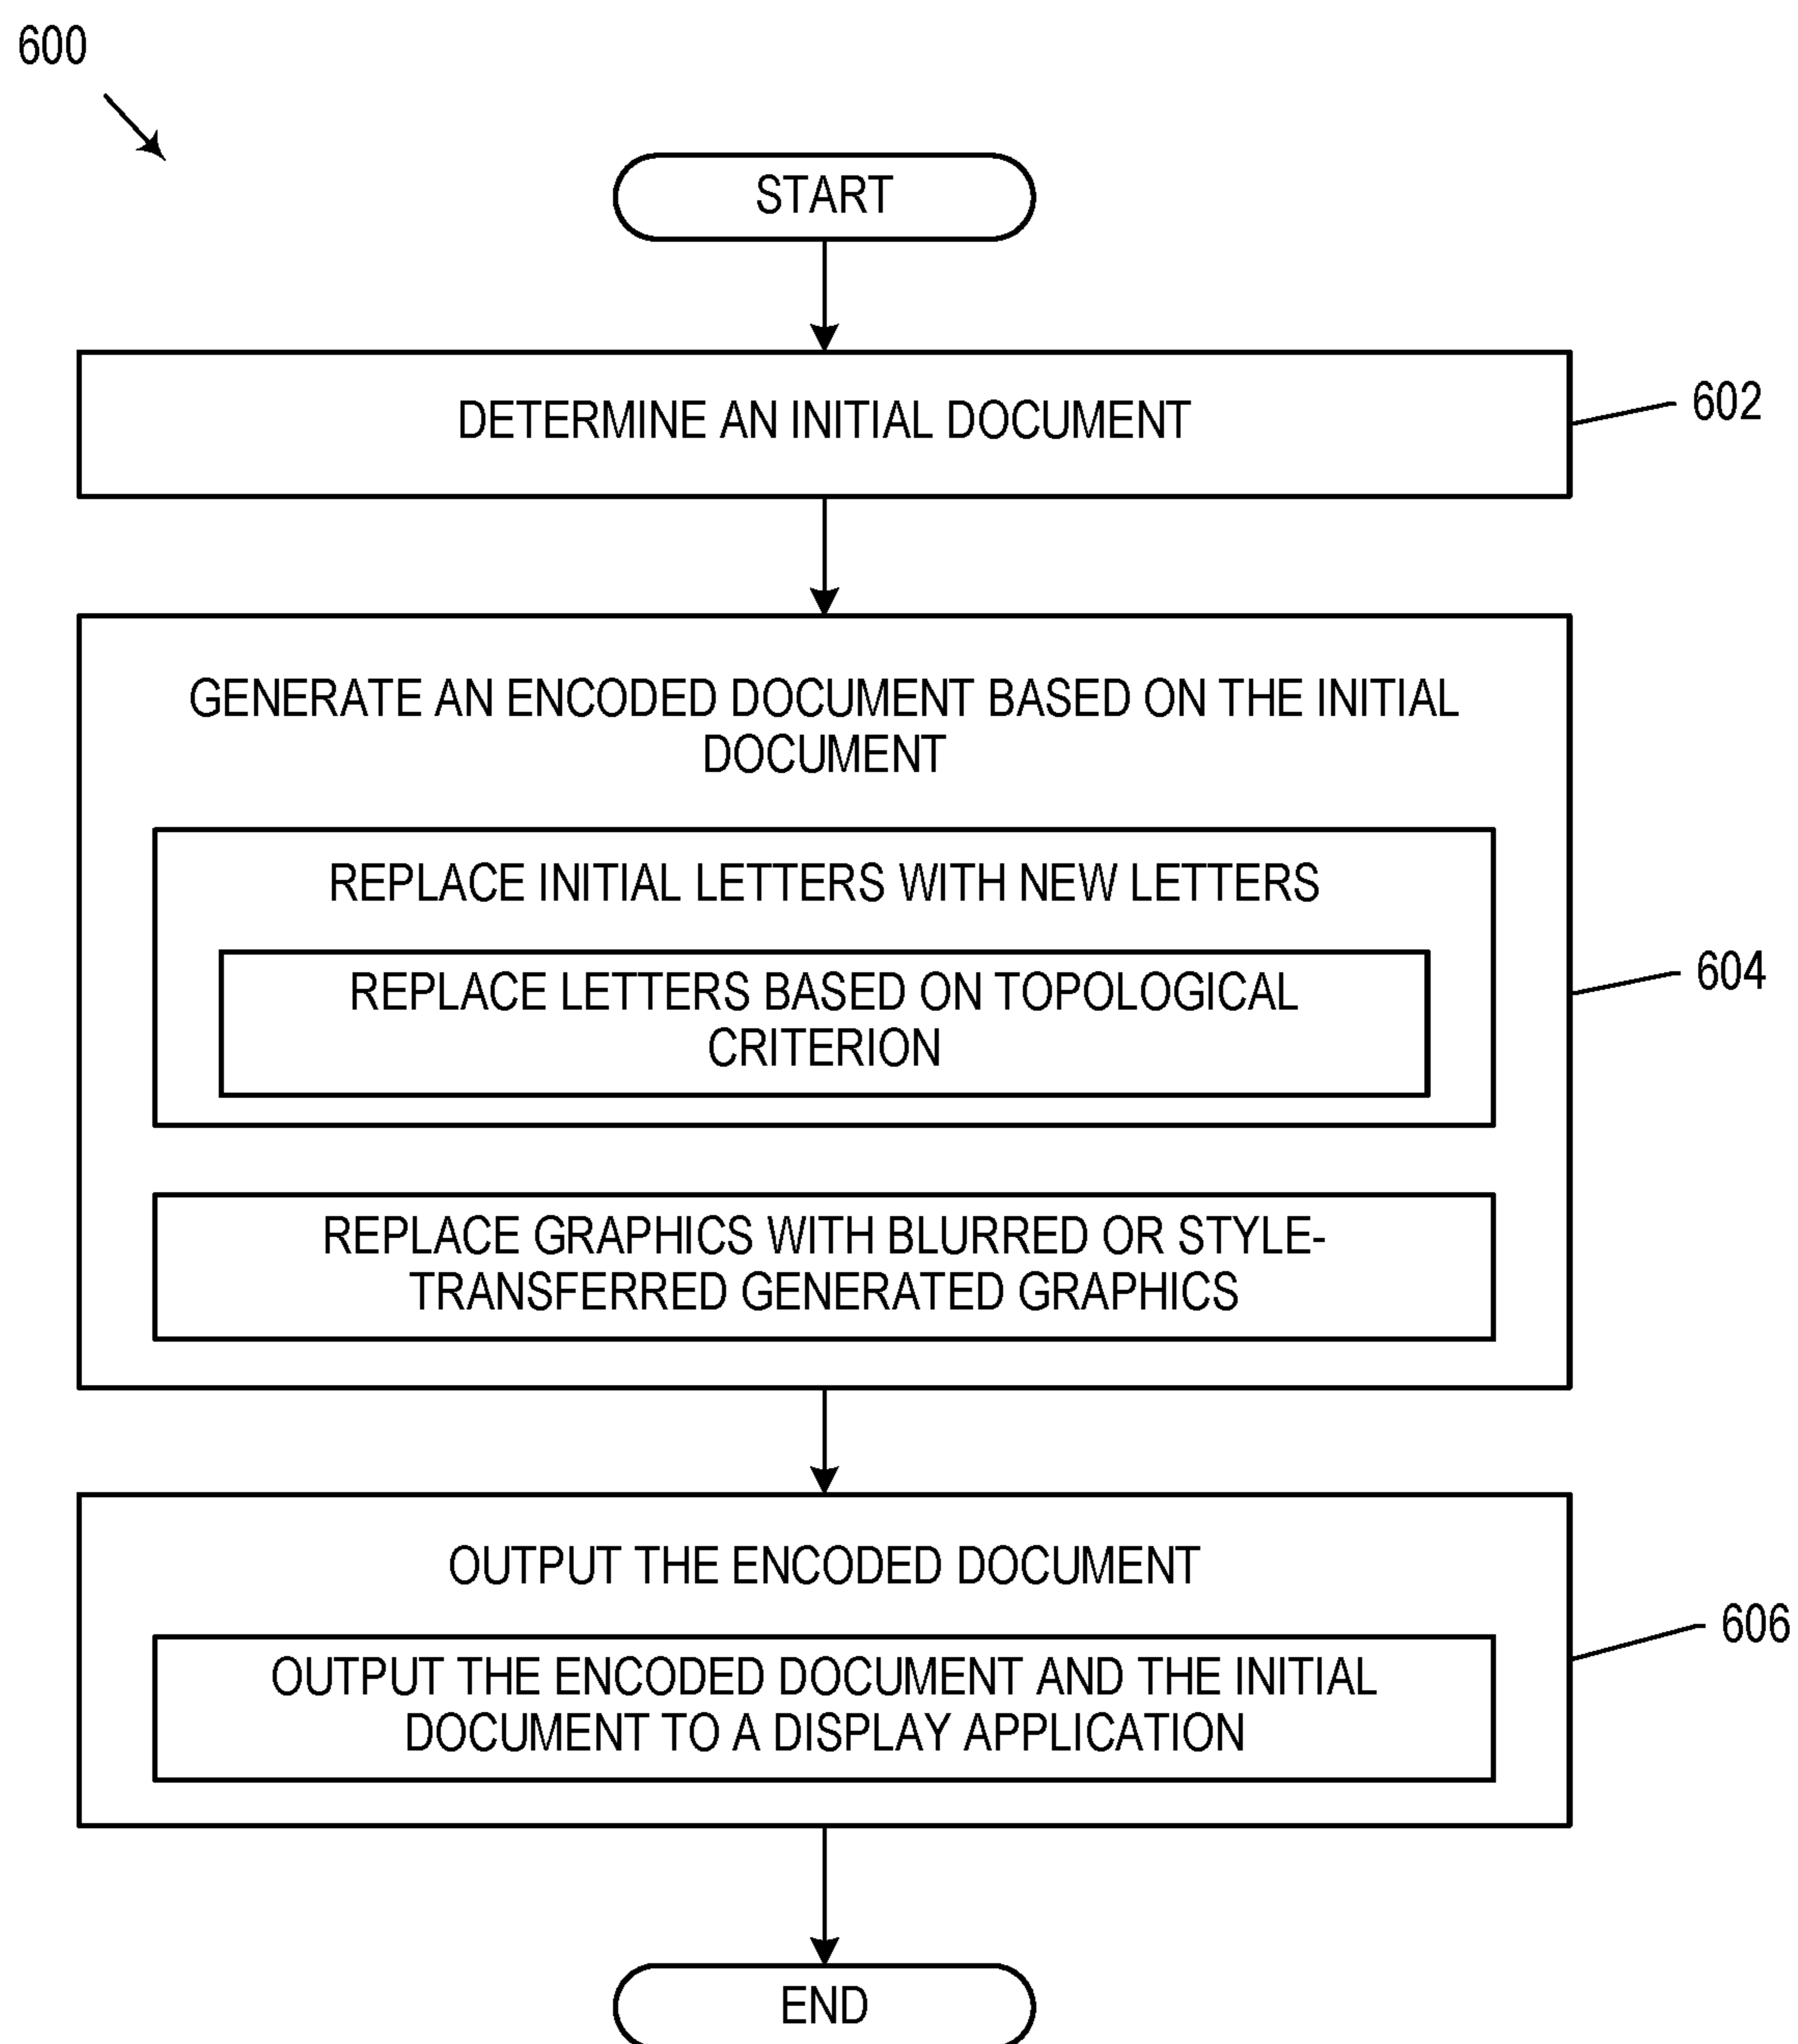 600
START
DETERMINE AN INITIAL DOCUMENT
602
GENERATE AN ENCODED DOCUMENT BASED ON THE INITIAL
DOCUMENT
REPLACE INITIAL LETTERS WITH NEW LETTERS
REPLACE LETTERS BASED ON TOPOLOGICAL
CRITERION
604
REPLACE GRAPHICS WITH BLURRED OR STYLE-
TRANSFERRED GENERATED GRAPHICS
OUTPUT THE ENCODED DOCUMENT
606
OUTPUT THE ENCODED DOCUMENT AND THE INITIAL
DOCUMENT TO A DISPLAY APPLICATION
END